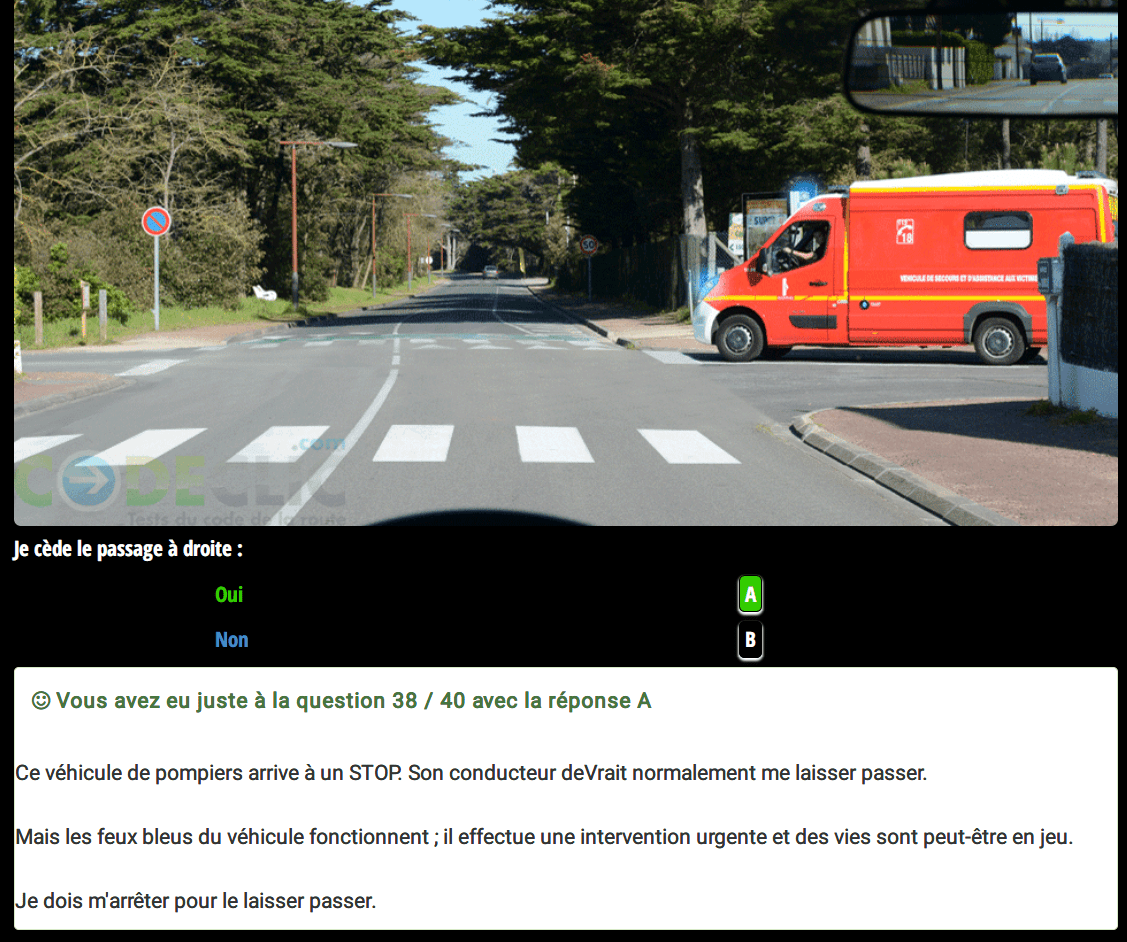 SUPER
50
18
VEHICULE DE SECOURS ET D'ASSISTANCE AUX VICTIMES
.com
CODECLIC
Tests du code de la route
Je cède le passage à droite :
Oui A
Non B
Vous avez eu juste à la question 38 / 40 avec la réponse A
Ce véhicule de pompiers arrive à un STOP. Son conducteur deVrait normalement me laisser passer.
Mais les feux bleus du véhicule fonctionnent ; il effectue une intervention urgente et des vies sont peut-être en jeu.
Je dois m'arrêter pour le laisser passer.